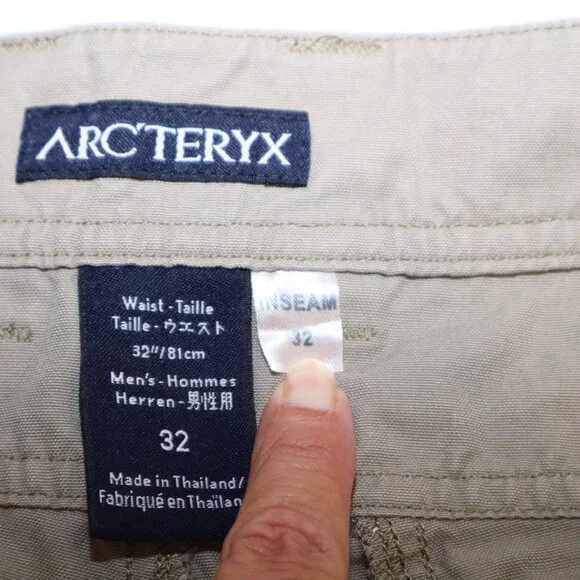 ARC'TERYX
Waist - Taille
Taille - ウエスト
32"/81cm
Men's - Hommes
Herren - 男性用
32
Made in Thailand/
Fabriqué en Thaïlan
INSEAM
32